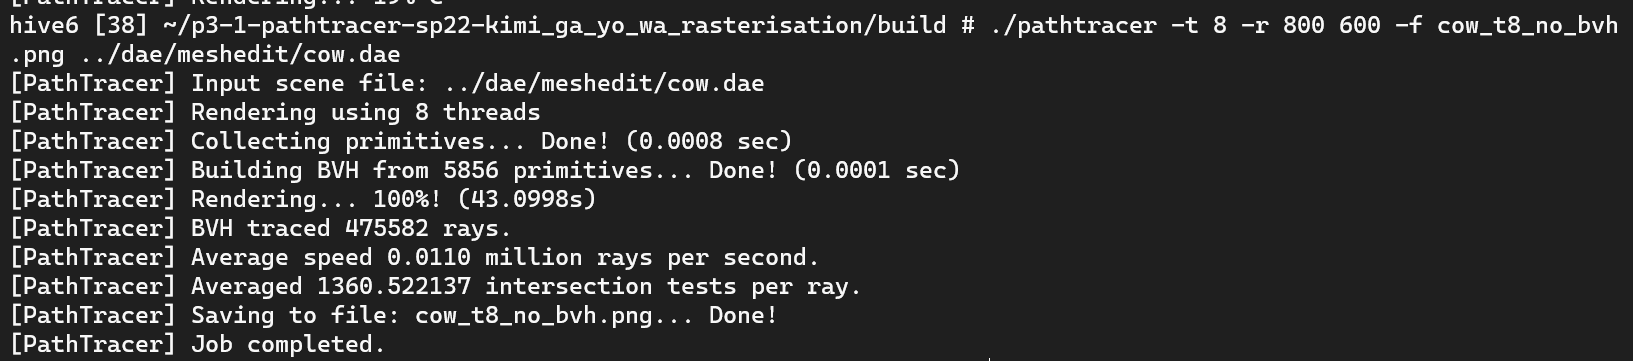 hive6 [38] ~/p3-1-pathtracer-sp22-kimi_ga_yo_wa_rasterisation/build # ./pathtracer -t 8 -r 800 600 -f cow_t8_no_bvh
.png ../dae/meshedit/cow.dae
[PathTracer] Input scene file: ../dae/meshedit/cow.dae
[PathTracer] Rendering using 8 threads
[PathTracer] Collecting primitives... Done! (0.0008 sec)
[PathTracer] Building BVH from 5856 primitives... Done! (0.0001 sec)
[PathTracer] Rendering... 100%! (43.0998s)
[PathTracer] BVH traced 475582 rays.
[PathTracer] Average speed 0.0110 million rays per second.
[PathTracer] Averaged 1360.522137 intersection tests per ray.
[PathTracer] Saving to file: cow_t8_no_bvh.png... Done!
[PathTracer] Job completed.